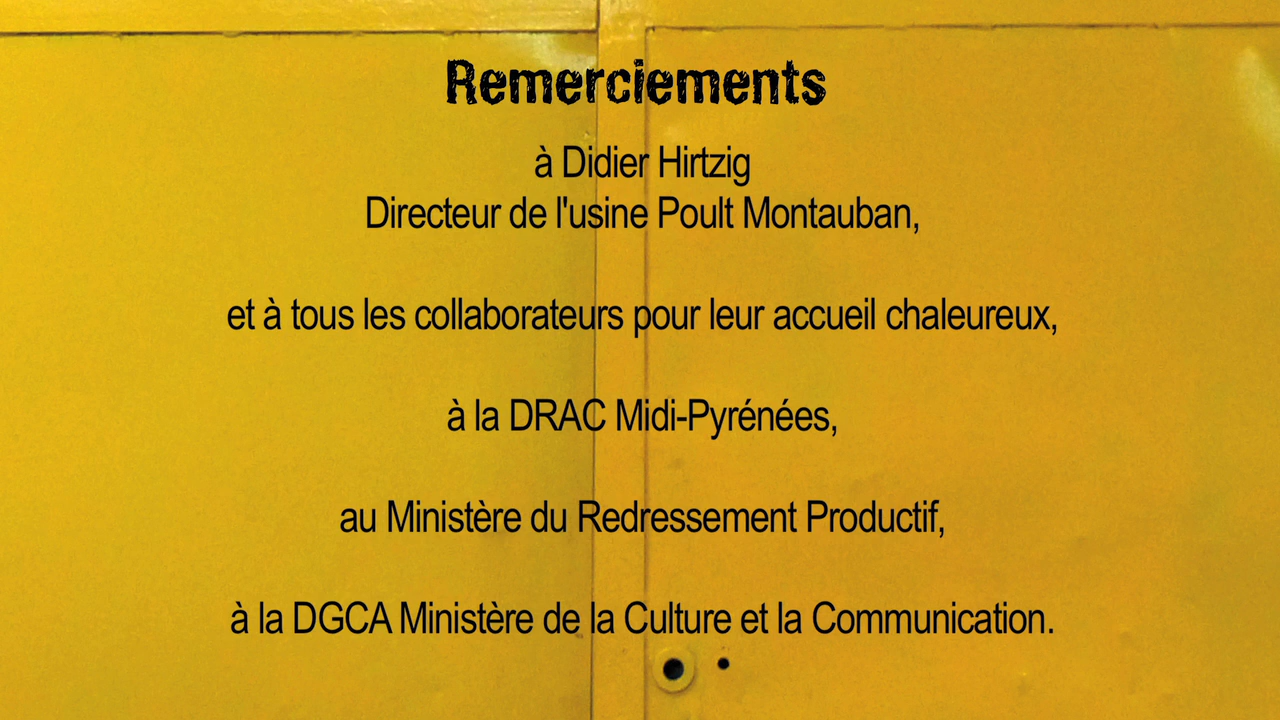 Remerciements
à Didier Hirtzig
Directeur de l'usine Poult Montauban,
et à tous les collaborateurs pour leur accueil chaleureux,
à la DRAC Midi-Pyrénées,
au Ministère du Redressement Productif,
à la DGCA Ministère de la Culture et la Communication.